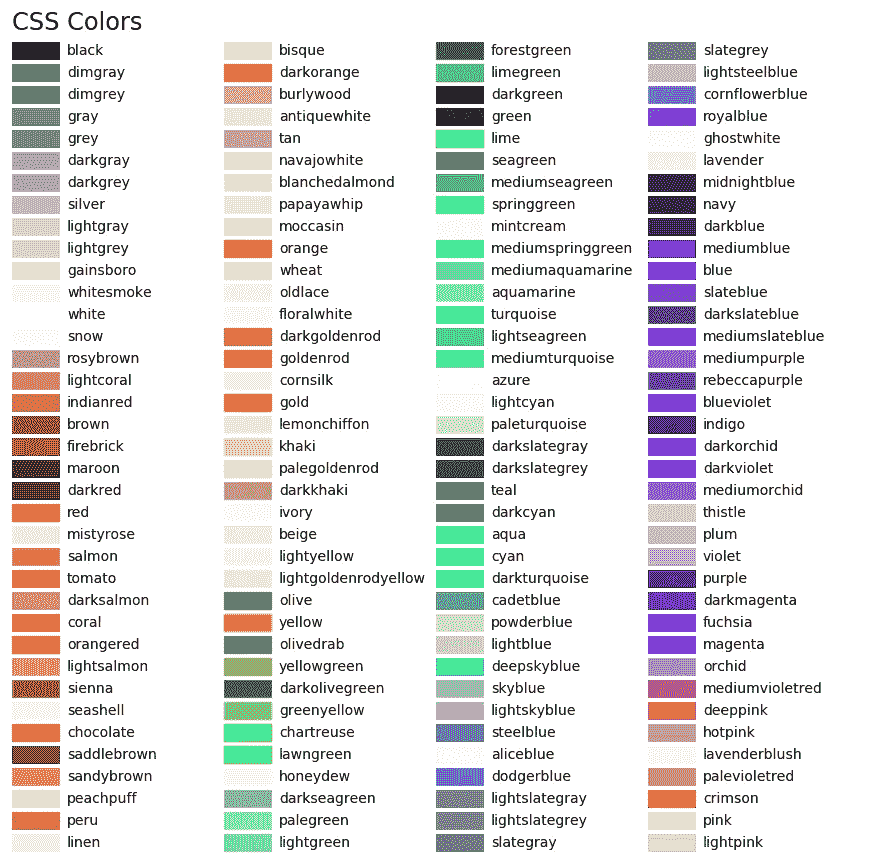 CSS Colors
black
dimgray
dimgrey
gray
grey
darkgray
darkgrey
silver
lightgray
lightgrey
gainsboro
whitesmoke
white
snow
rosybrown
lightcoral
indianred
brown
firebrick
maroon
darkred
red
mistyrose
salmon
tomato
darksalmon
coral
orangered
lightsalmon
sienna
seashell
chocolate
saddlebrown
sandybrown
peachpuff
peru
linen
bisque
darkorange
burlywood
antiquewhite
tan
navajowhite
blanchedalmond
papayawhip
moccasin
orange
wheat
oldlace
floralwhite
darkgoldenrod
goldenrod
cornsilk
gold
lemonchiffon
khaki
palegoldenrod
darkkhaki
ivory
beige
lightyellow
lightgoldenrodyellow
olive
yellow
olivedrab
yellowgreen
darkolivegreen
greenyellow
chartreuse
lawngreen
honeydew
darkseagreen
palegreen
lightgreen
forestgreen
limegreen
darkgreen
green
lime
seagreen
mediumseagreen
springgreen
mintcream
mediumspringgreen
mediumaquamarine
aquamarine
turquoise
lightseagreen
mediumturquoise
azure
lightcyan
paleturquoise
darkslategray
darkslategrey
teal
darkcyan
aqua
cyan
darkturquoise
cadetblue
powderblue
lightblue
deepskyblue
skyblue
lightskyblue
steelblue
aliceblue
dodgerblue
lightslategray
lightslategrey
slategray
slategrey
lightsteelblue
cornflowerblue
royalblue
ghostwhite
lavender
midnightblue
navy
darkblue
mediumblue
blue
slateblue
darkslateblue
mediumslateblue
mediumpurple
rebeccapurple
blueviolet
indigo
darkorchid
darkviolet
mediumorchid
thistle
plum
violet
purple
darkmagenta
fuchsia
magenta
orchid
mediumvioletred
deeppink
hotpink
lavenderblush
palevioletred
crimson
pink
lightpink